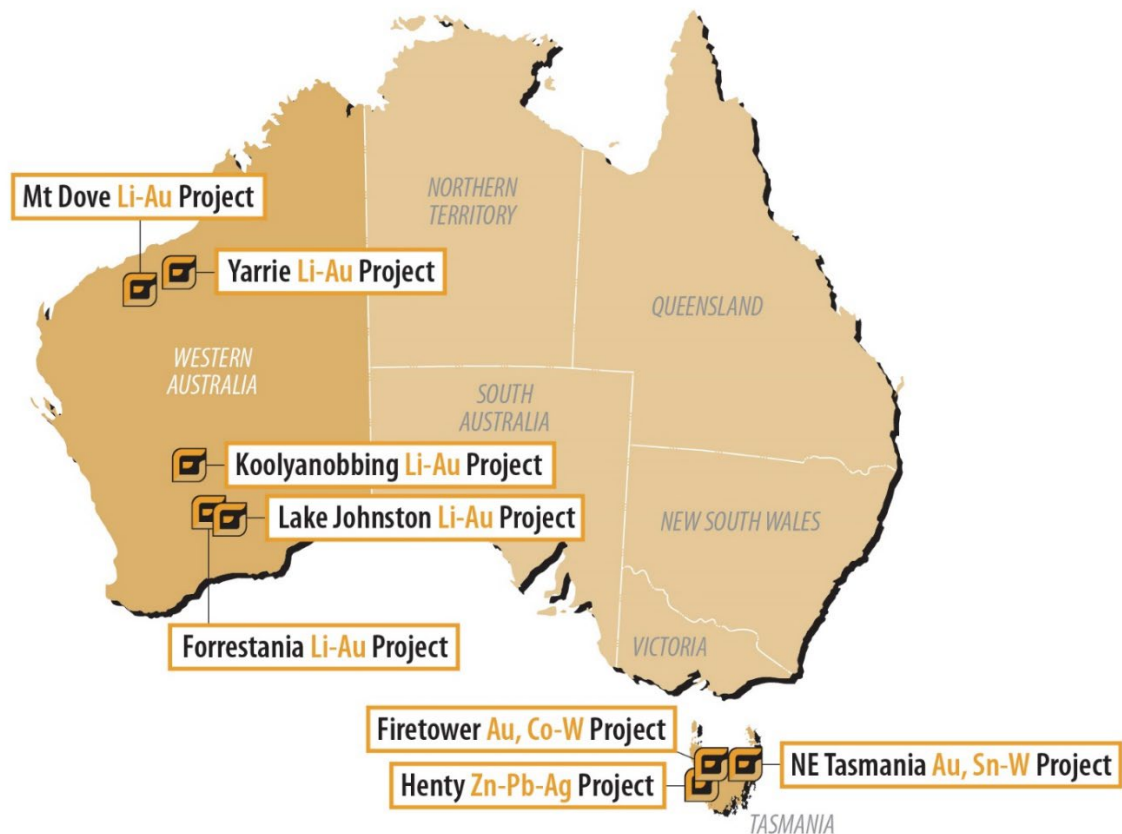 NORTHERN
TERRITORY
Mt Dove Li-Au Project
Yarrie Li-Au Project
QUEENSLAND
WESTERN
AUSTRALIA
SOUTH
AUSTRALIA
Koolyanobbing Li-Au Project
Lake Johnston Li-Au Project
NEW SOUTH WALES
Forrestania Li-Au Project
VICTORIA
Firetower Au, Co-W Project
NE Tasmania Au, Sn-W Project
Henty Zn-Pb-Ag Project
TASMANIA